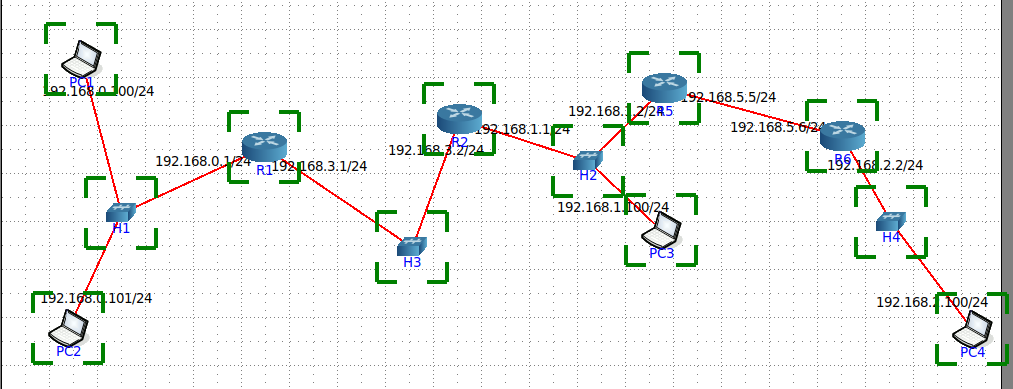 PC1
192.168.0.100/24
192.168.5.5/24
R5
192.168.1.2/24
192.168.5.6/24
192.168.1.1/24
R2
192.168.3.2/24
R6
192.168.2.2/24
192.168.0.1/24
R1
192.168.3.1/24
H2
192.168.1.100/24
H1
H4
PC3
H3
192.168.0.101/24
192.168.2.100/24
PC2
PC4